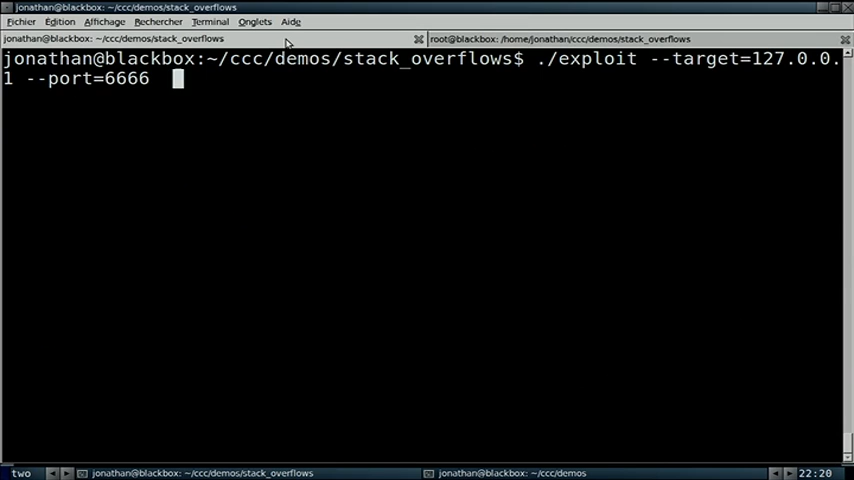 jonathan@blackbox: ~/ccc/demos/stack_overflows
Fichier Édition Affichage Rechercher Terminal Onglets Aide
jonathan@blackbox: ~/ccc/demos/stack_overflows root@blackbox: /home/jonathan/ccc/demos/stack_overflows
jonathan@blackbox:~/ccc/demos/stack_overflows$ ./exploit --target=127.0.0.
1 --port=6666
two jonathan@blackbox: ~/ccc/demos/stack_overflows jonathan@blackbox: ~/ccc/demos 22:20